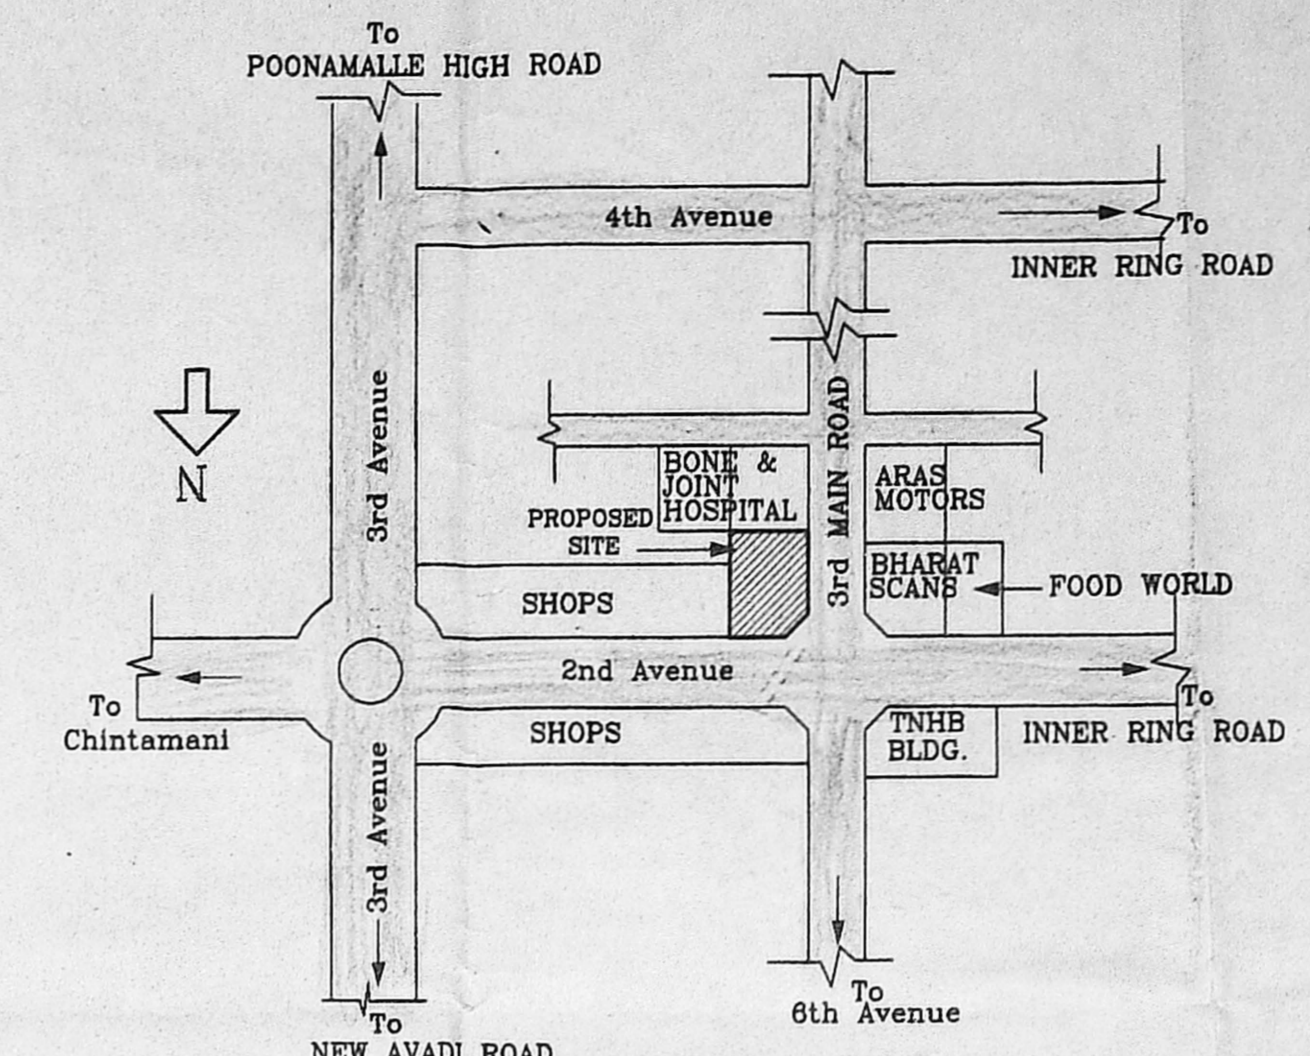 To
POONAMALLE HIGH ROAD
4th Avenue
To
INNER RING ROAD
3rd Avenue
N
3rd MAIN ROAD
BONE &
JOINT
HOSPITAL
PROPOSED
SITE
ARAS
MOTORS
BHARAT
SCANS
FOOD WORLD
SHOPS
2nd Avenue
To
Chintamani
To
INNER RING ROAD
SHOPS
TNHB
BLDG.
3rd Avenue
To
6th Avenue
To
NEW AVADI ROAD